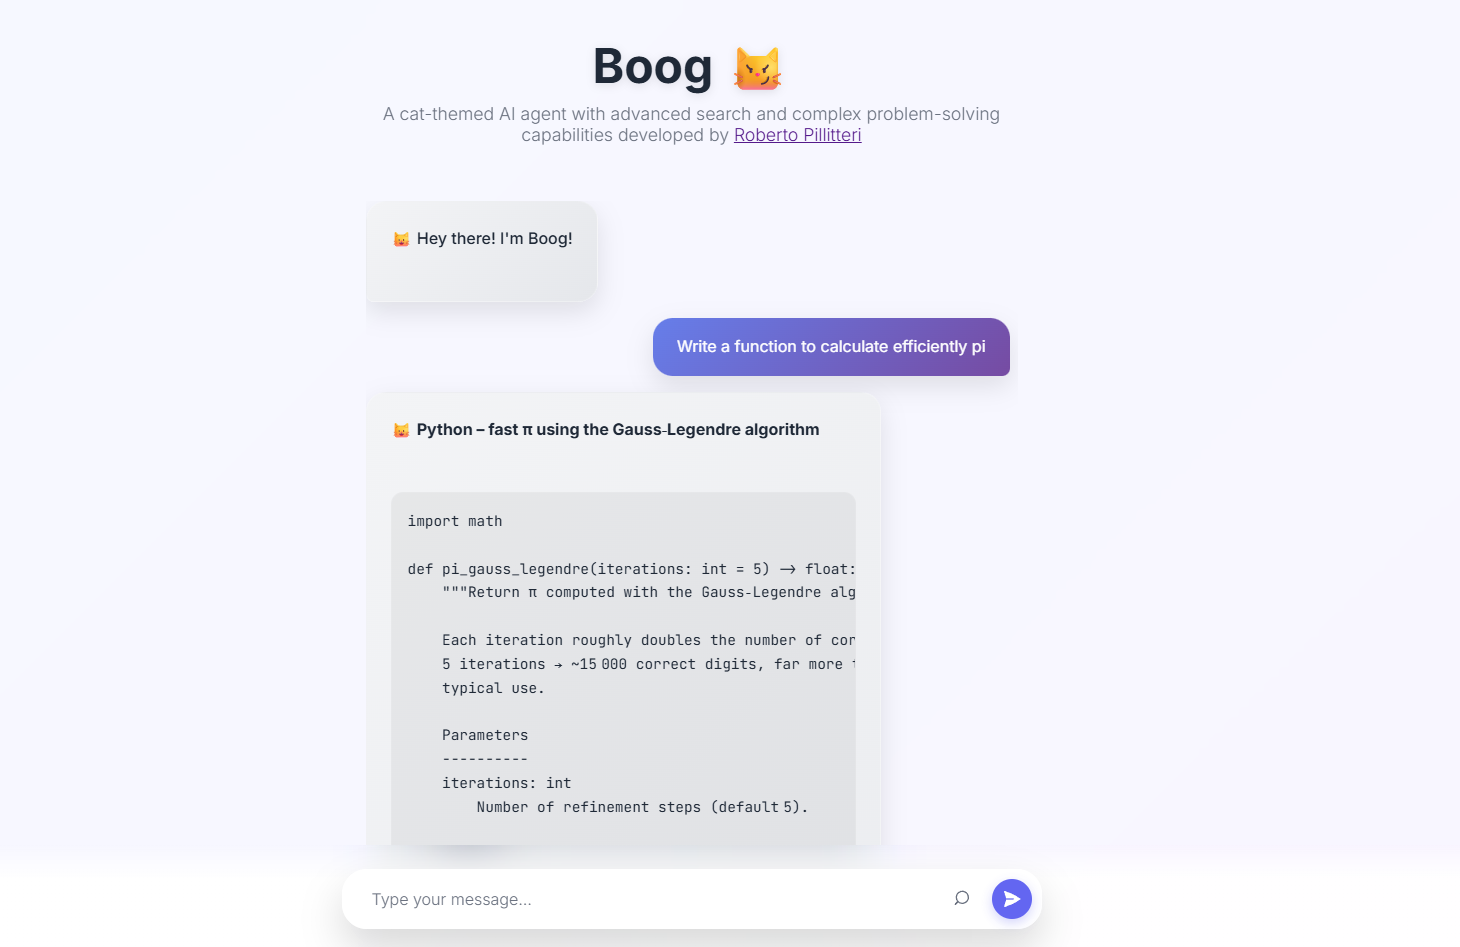 Boog 😼
A cat-themed AI agent with advanced search and complex problem-solving
capabilities developed by Roberto Pillitteri
🐱 Hey there! I'm Boog!
Write a function to calculate efficiently pi
🐱 Python – fast π using the Gauss-Legendre algorithm
import math
def pi_gauss_legendre(iterations: int = 5) -> float:
"""Return π computed with the Gauss-Legendre alg
Each iteration roughly doubles the number of cor
5 iterations → ~15 000 correct digits, far more
typical use.
Parameters
----------
iterations: int
Number of refinement steps (default 5).
Type your message...